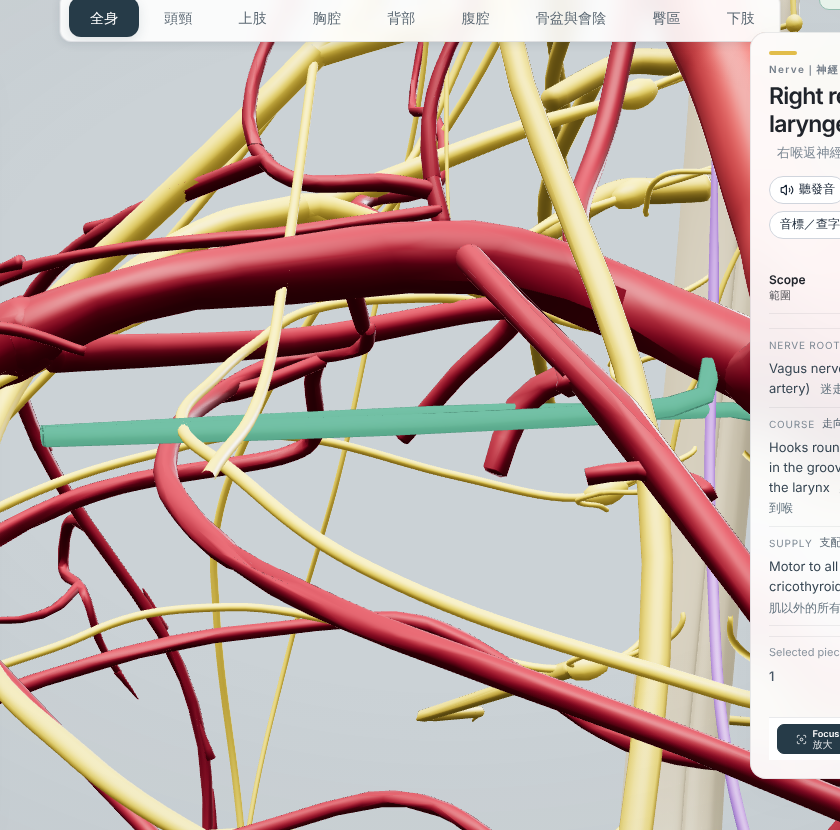 全身 頭頸 上肢 胸腔 背部 腹腔 骨盆與會陰 臀區 下肢
Nerve | 神經
Right re
laryngea
右喉返神經
聽發音
音標／查字
Scope
範圍
NERVE ROOT
Vagus nerve
artery) 迷走
COURSE 走向
Hooks roun
in the groov
the larynx
到喉
SUPPLY 支配
Motor to all
cricothyroid
肌以外的所有
Selected piec
1
Focus
放大